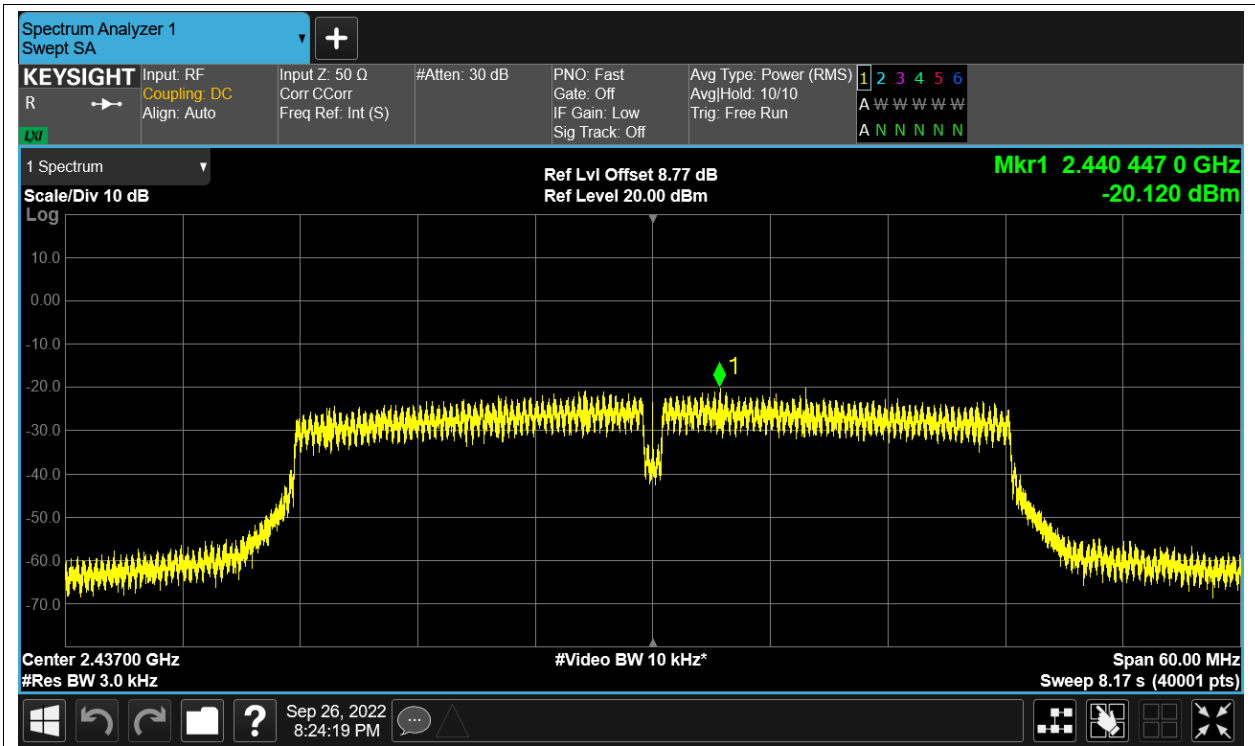 Spectrum Analyzer 1
Swept SA
KEYSIGHT
R
LXI
Input: RF
Coupling: DC
Align: Auto
Input Z: 50 Ω
Corr CCorr
Freq Ref: Int (S)
#Atten: 30 dB
PNO: Fast
Gate: Off
IF Gain: Low
Sig Track: Off
Avg Type: Power (RMS)
Avg|Hold: 10/10
Trig: Free Run
1 2 3 4 5 6
A W W W W W
A N N N N N
1 Spectrum
Scale/Div 10 dB
Log
Ref Lvl Offset 8.77 dB
Ref Level 20.00 dBm
Mkr1 2.440 447 0 GHz
-20.120 dBm
10.0
0.00
-10.0
1
-20.0
-30.0
-40.0
-50.0
-60.0
-70.0
Center 2.43700 GHz
#Res BW 3.0 kHz
#Video BW 10 kHz*
Span 60.00 MHz
Sweep 8.17 s (40001 pts)
?
Sep 26, 2022
8:24:19 PM